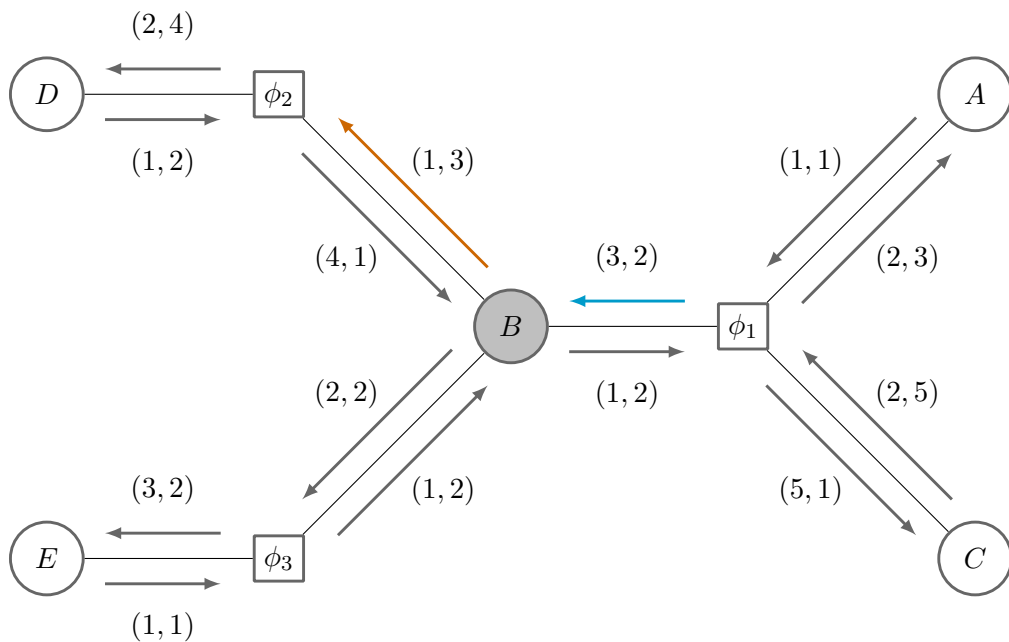 (2, 4)
D
ϕ₂
A
(1, 2)
(1, 3)
(1, 1)
(4, 1)
(3, 2)
(2, 3)
B
ϕ₁
(2, 2)
(1, 2)
(2, 5)
(3, 2)
(1, 2)
(5, 1)
E
ϕ₃
C
(1, 1)